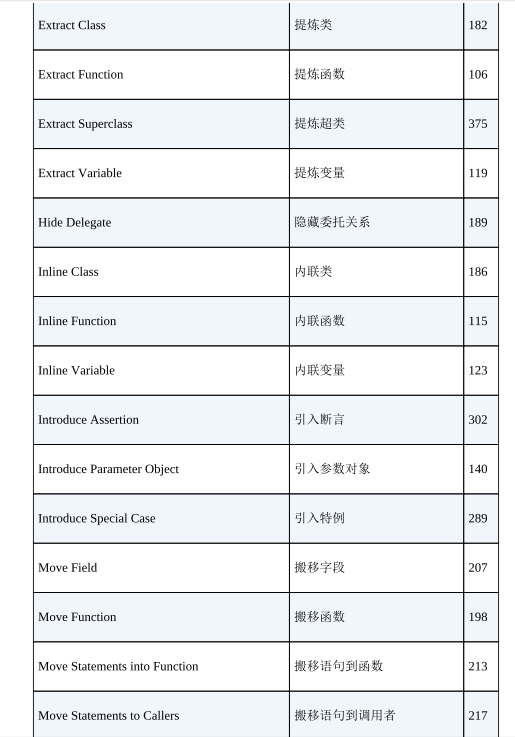 Extract Class 提炼类 182
Extract Function 提炼函数 106
Extract Superclass 提炼超类 375
Extract Variable 提炼变量 119
Hide Delegate 隐藏委托关系 189
Inline Class 内联类 186
Inline Function 内联函数 115
Inline Variable 内联变量 123
Introduce Assertion 引入断言 302
Introduce Parameter Object 引入参数对象 140
Introduce Special Case 引入特例 289
Move Field 搬移字段 207
Move Function 搬移函数 198
Move Statements into Function 搬移语句到函数 213
Move Statements to Callers 搬移语句到调用者 217